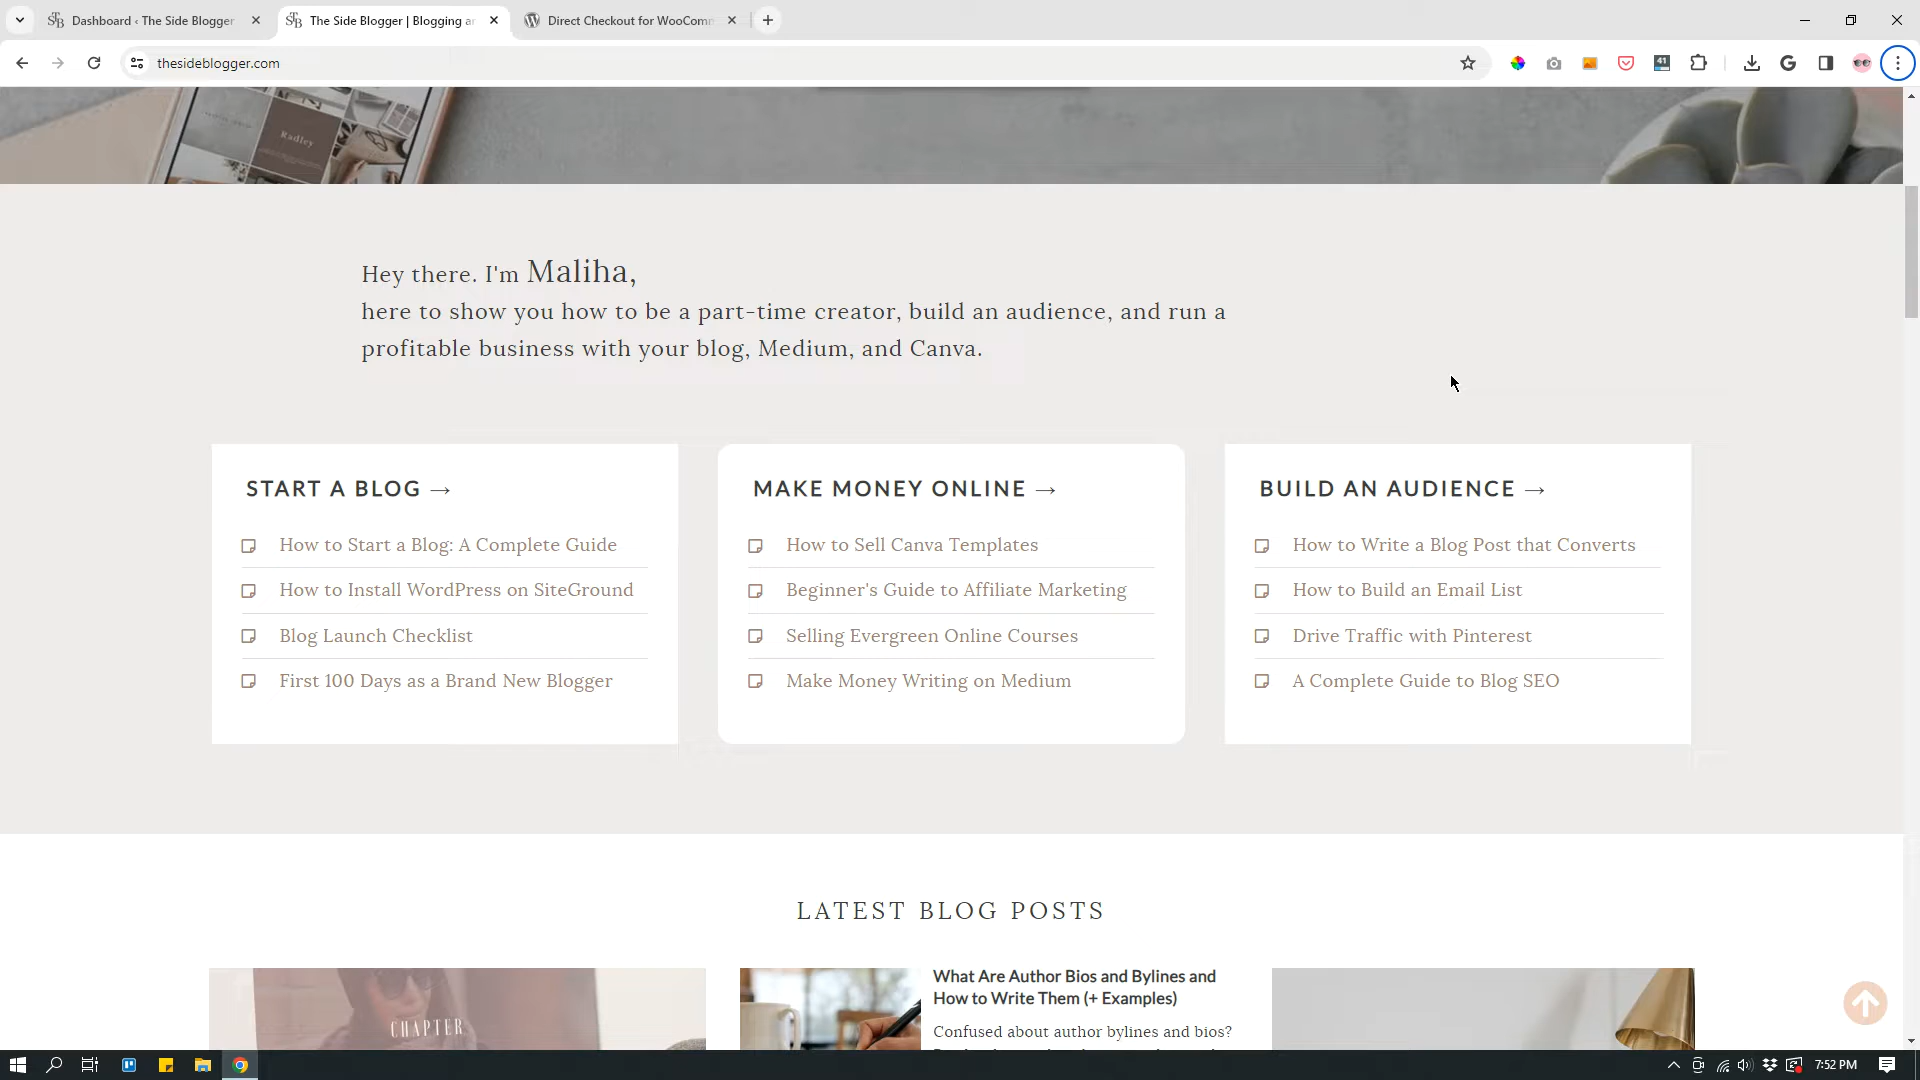 Dashboard ‹ The Side Blogger
The Side Blogger | Blogging ar
Direct Checkout for WooComm
thesideblogger.com
41
Radley
Hey there. I'm Maliha,
here to show you how to be a part-time creator, build an audience, and run a
profitable business with your blog, Medium, and Canva.
START A BLOG →
How to Start a Blog: A Complete Guide
How to Install WordPress on SiteGround
Blog Launch Checklist
First 100 Days as a Brand New Blogger
MAKE MONEY ONLINE →
How to Sell Canva Templates
Beginner's Guide to Affiliate Marketing
Selling Evergreen Online Courses
Make Money Writing on Medium
BUILD AN AUDIENCE →
How to Write a Blog Post that Converts
How to Build an Email List
Drive Traffic with Pinterest
A Complete Guide to Blog SEO
LATEST BLOG POSTS
CHAPTER
What Are Author Bios and Bylines and
How to Write Them (+ Examples)
Confused about author bylines and bios?
7:52 PM